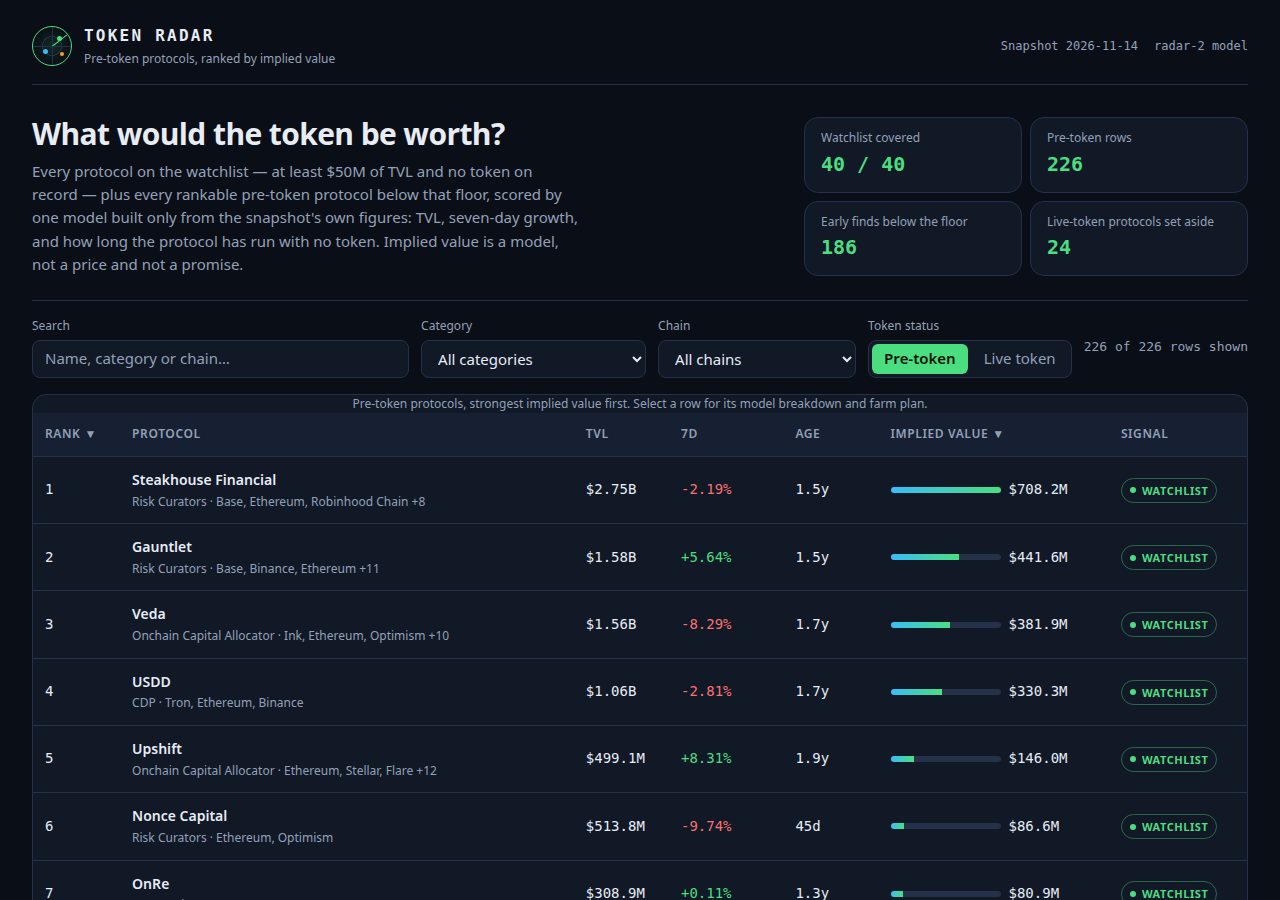 TOKEN RADAR
Pre-token protocols, ranked by implied value
Snapshot 2026-11-14 radar-2 model
What would the token be worth?
Every protocol on the watchlist — at least $50M of TVL and no token on
record — plus every rankable pre-token protocol below that floor, scored by
one model built only from the snapshot's own figures: TVL, seven-day growth,
and how long the protocol has run with no token. Implied value is a model,
not a price and not a promise.
Watchlist covered
40 / 40
Pre-token rows
226
Early finds below the floor
186
Live-token protocols set aside
24
Search
Name, category or chain...
Category
All categories
Chain
All chains
Token status
Pre-token
Live token
226 of 226 rows shown
Pre-token protocols, strongest implied value first. Select a row for its model breakdown and farm plan.
RANK ▼ PROTOCOL TVL 7D AGE IMPLIED VALUE ▼ SIGNAL
1 Steakhouse Financial $2.75B -2.19% 1.5y $708.2M WATCHLIST
Risk Curators · Base, Ethereum, Robinhood Chain +8
2 Gauntlet $1.58B +5.64% 1.5y $441.6M WATCHLIST
Risk Curators · Base, Binance, Ethereum +11
3 Veda $1.56B -8.29% 1.7y $381.9M WATCHLIST
Onchain Capital Allocator · Ink, Ethereum, Optimism +10
4 USDD $1.06B -2.81% 1.7y $330.3M WATCHLIST
CDP · Tron, Ethereum, Binance
5 Upshift $499.1M +8.31% 1.9y $146.0M WATCHLIST
Onchain Capital Allocator · Ethereum, Stellar, Flare +12
6 Nonce Capital $513.8M -9.74% 45d $86.6M WATCHLIST
Risk Curators · Ethereum, Optimism
7 OnRe $308.9M +0.11% 1.3y $80.9M WATCHLIST